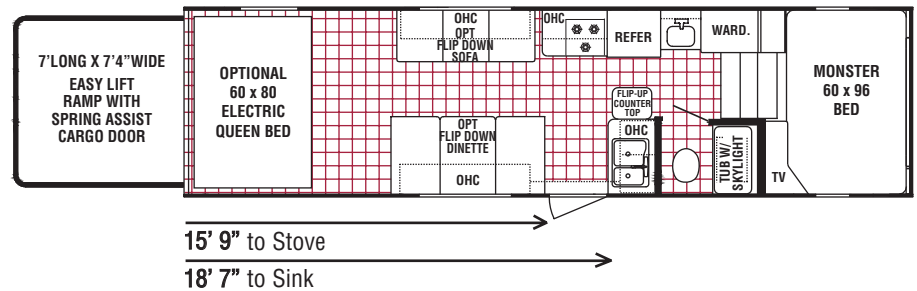 7' LONG X 7'4" WIDE
EASY LIFT
RAMP WITH
SPRING ASSIST
CARGO DOOR
OPTIONAL
60 x 80
ELECTRIC
QUEEN BED
OHC
OPT
FLIP DOWN
SOFA
OPT
FLIP DOWN
DINETTE
OHC
OHC
REFER
WARD.
FLIP-UP
COUNTER
TOP
OHC
TUB W/
SKYLIGHT
TV
MONSTER
60 x 96
BED
15' 9" to Stove
18' 7" to Sink